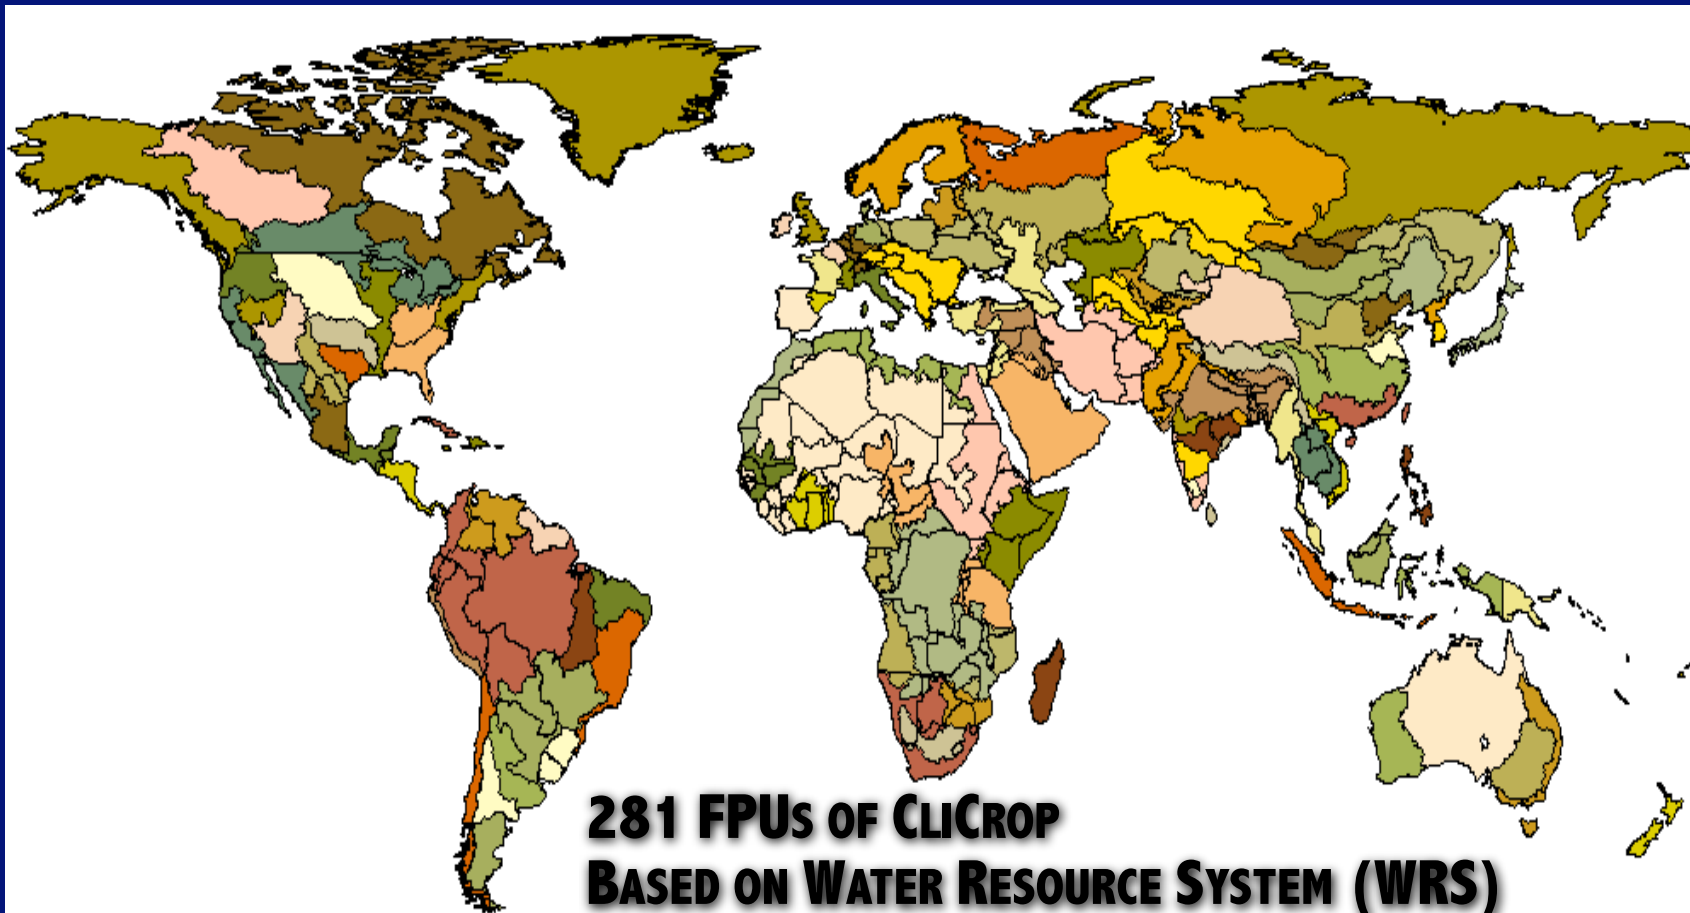 281 FPUs of CliCrop
Based on Water Resource System (WRS)